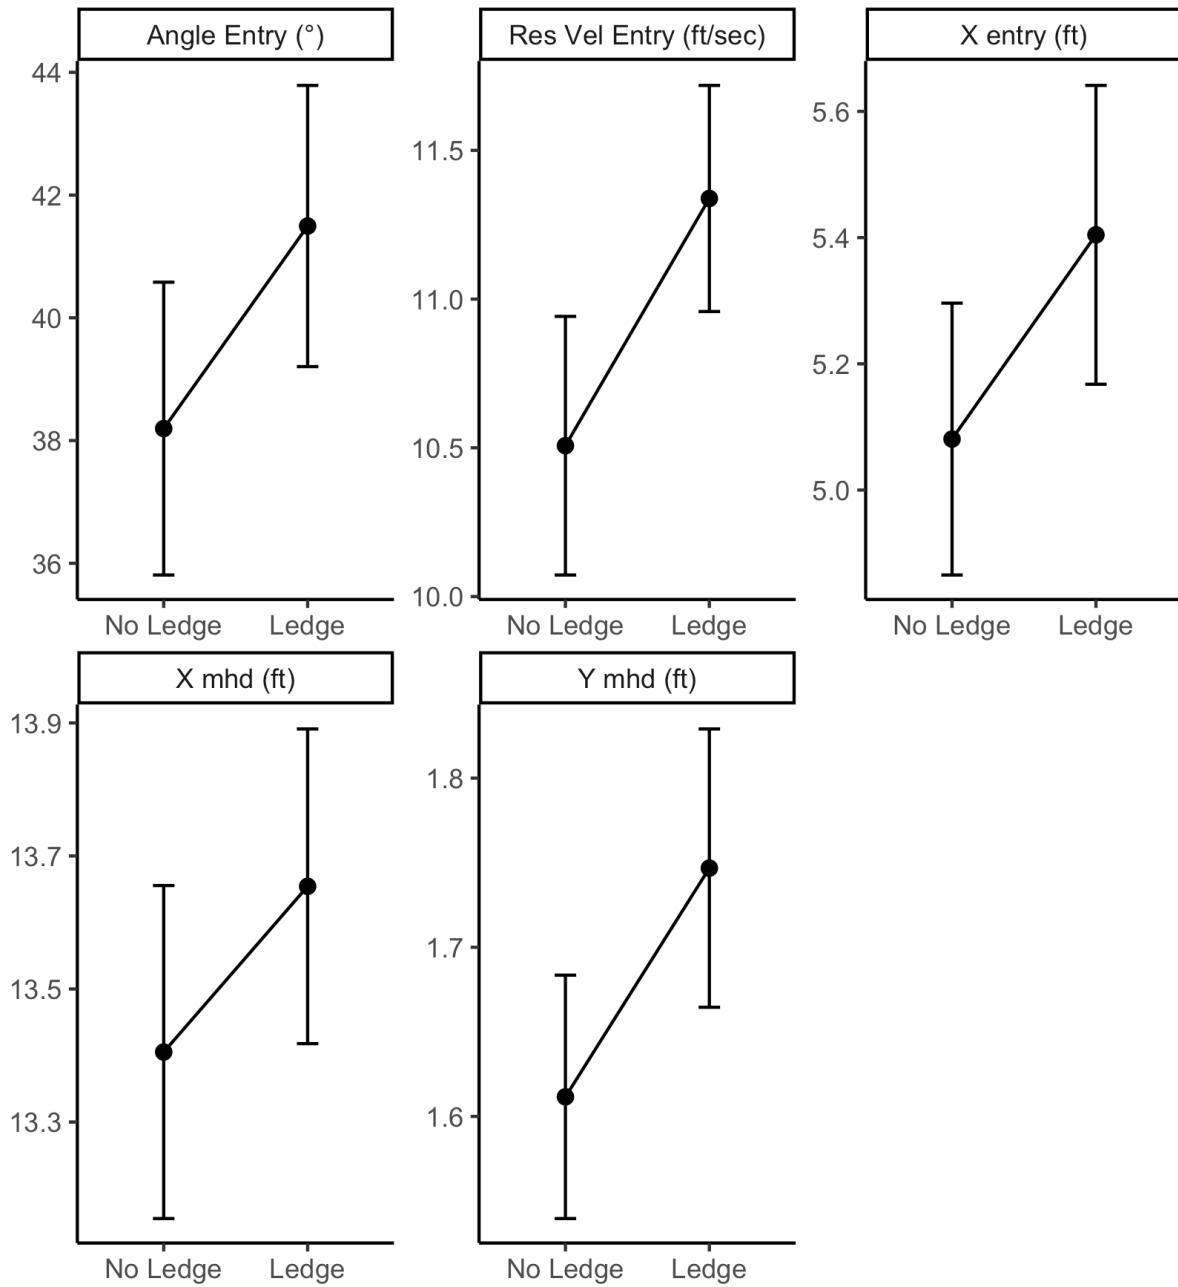 Angle Entry (°)
Res Vel Entry (ft/sec)
X entry (ft)
44
42
40
38
36
11.5
11.0
10.5
10.0
5.6
5.4
5.2
5.0
No Ledge Ledge
No Ledge Ledge
No Ledge Ledge
X mhd (ft)
Y mhd (ft)
13.9
13.7
13.5
13.3
1.8
1.7
1.6
No Ledge Ledge
No Ledge Ledge